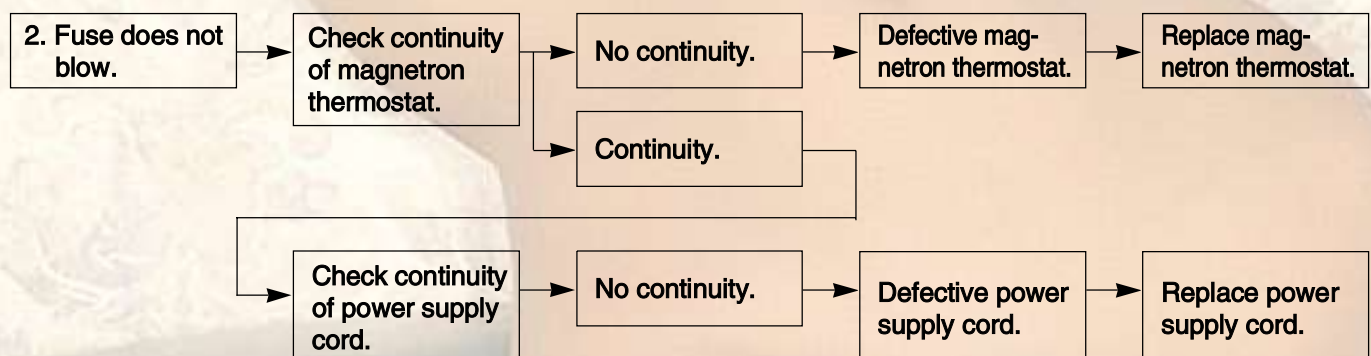 2. Fuse does not
blow.
Check continuity
of magnetron
thermostat.
No continuity.
Defective mag-
netron thermostat.
Replace mag-
netron thermostat.
Continuity.
Check continuity
of power supply
cord.
No continuity.
Defective power
supply cord.
Replace power
supply cord.